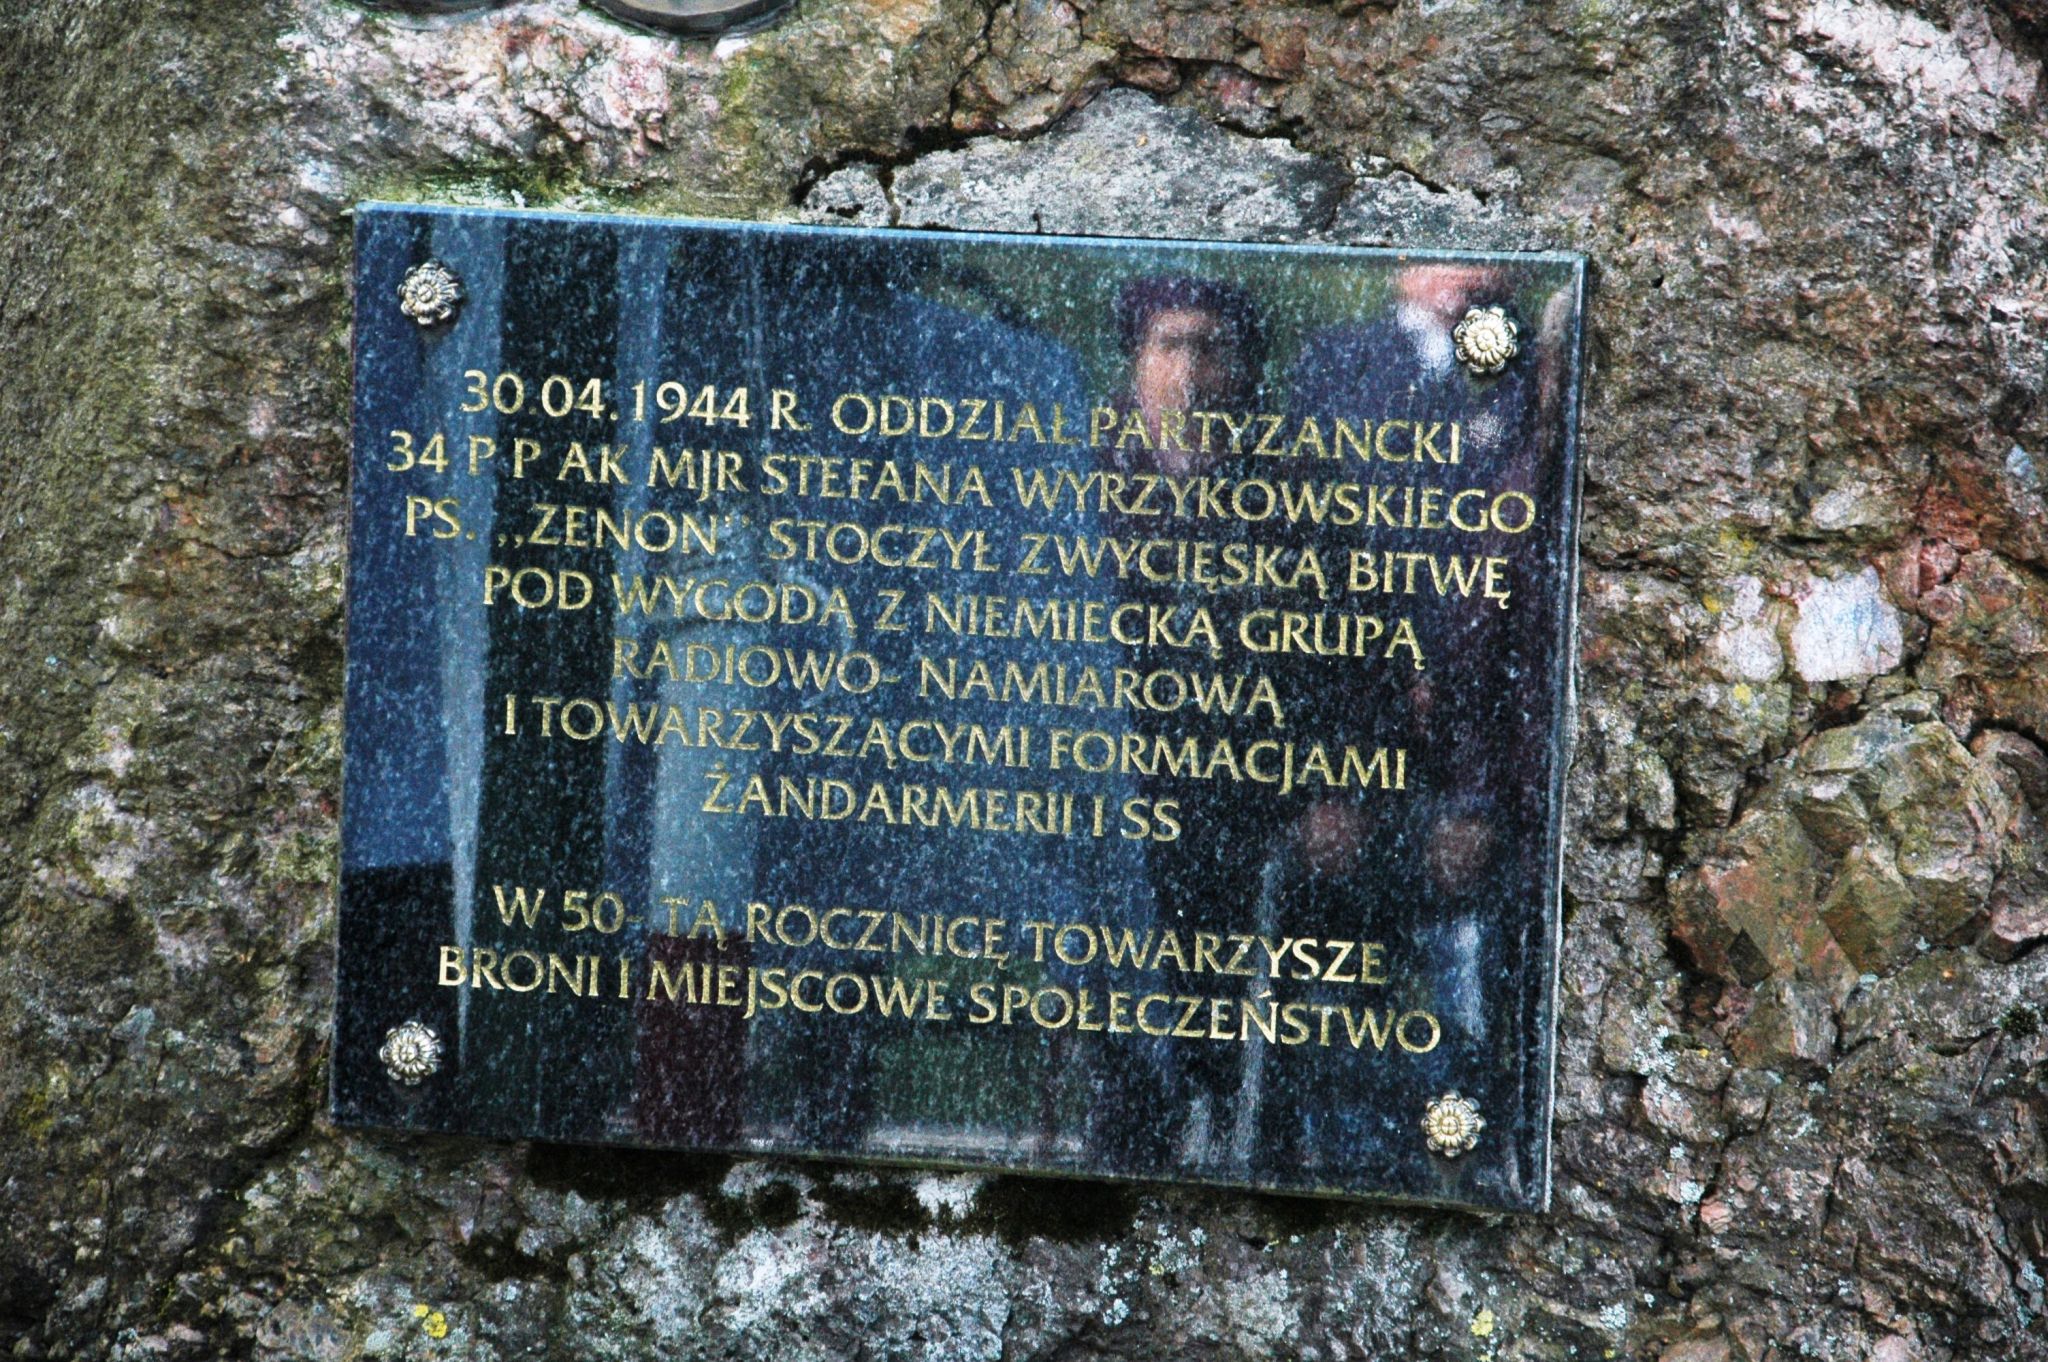 30.04.1944 R. ODDZIAŁ PARTYZANCKI
34 P P AK MJR STEFANA WYRZYKOWSKIEGO
PS. ,,ZENON'' STOCZYŁ ZWYCIĘSKĄ BITWĘ
POD WYGODĄ Z NIEMIECKĄ GRUPĄ
RADIOWO- NAMIAROWĄ
I TOWARZYSZĄCYMI FORMACJAMI
ŻANDARMERII I SS
W 50- TĄ ROCZNICĘ TOWARZYSZE
BRONI I MIEJSCOWE SPOŁECZEŃSTWO